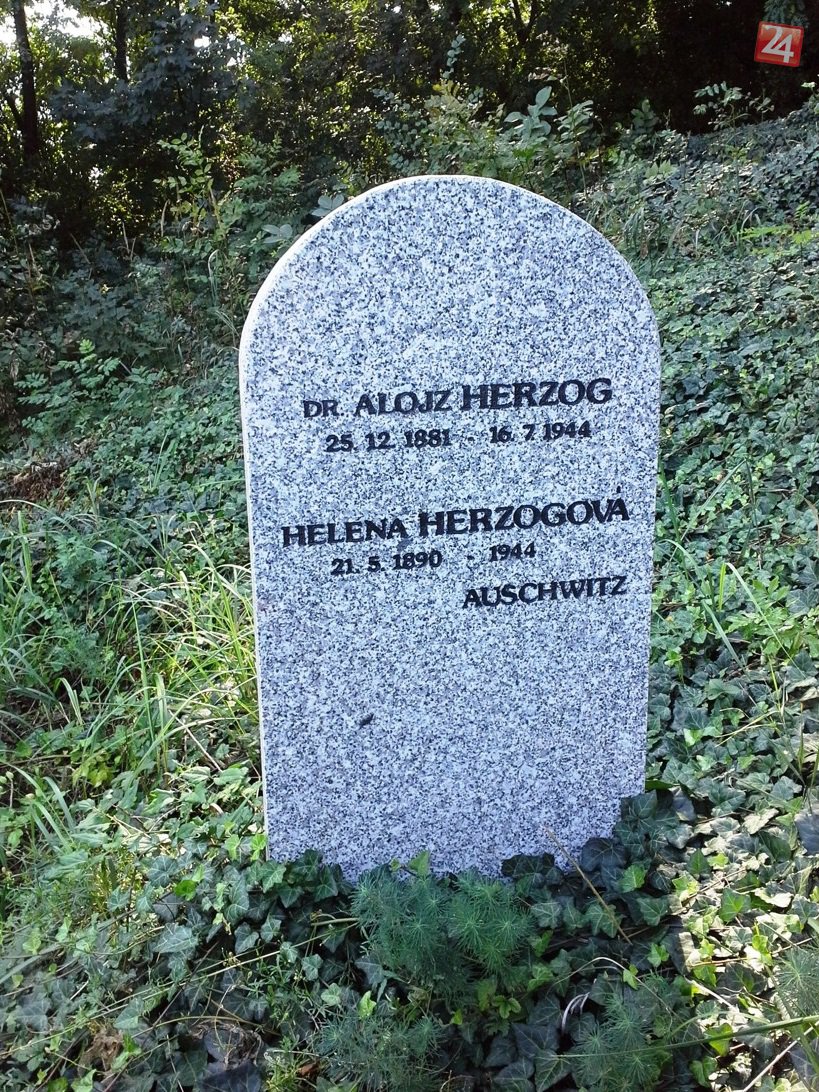 24
DR. ALOJZ HERZOG
25. 12. 1881 - 16. 7. 1944
HELENA HERZOGOVÁ
21. 5. 1890 - 1944
AUSCHWITZ